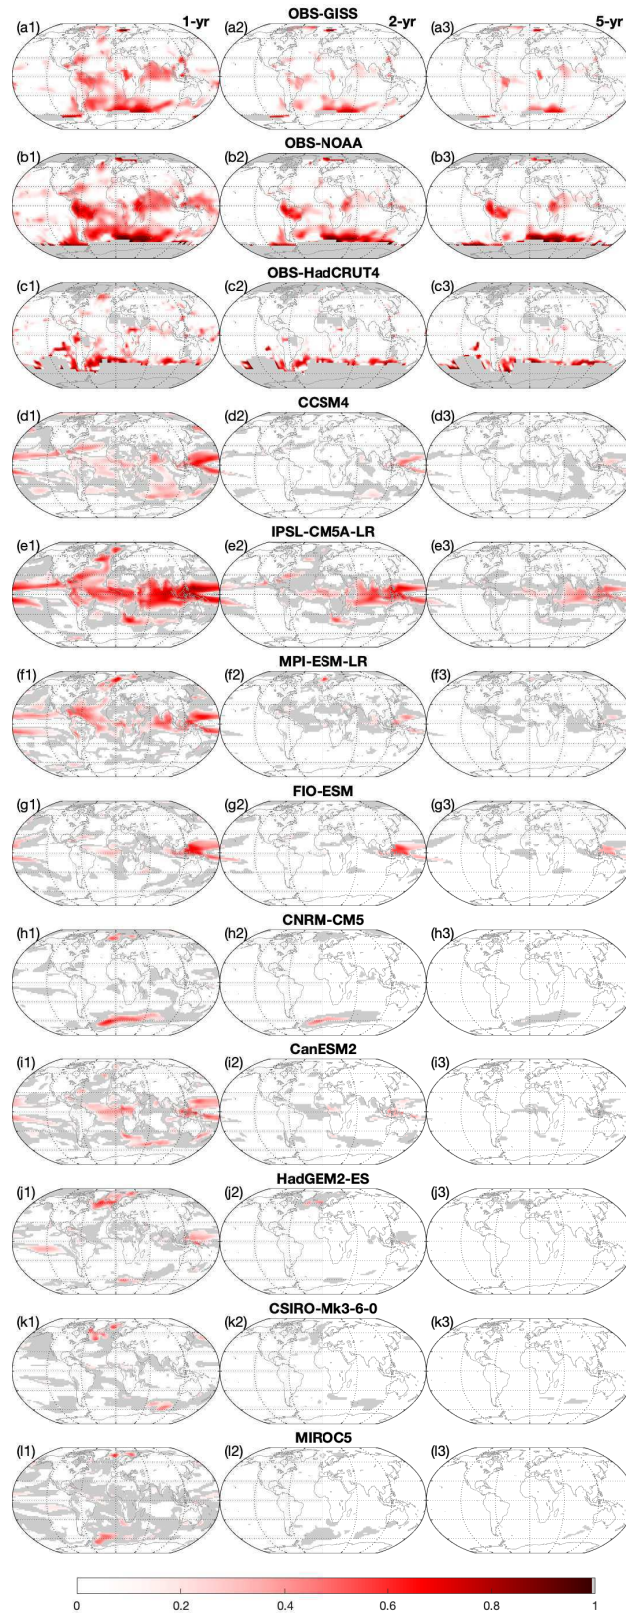 OBS-GISS
(a1) 1-yr (a2) 2-yr (a3) 5-yr
OBS-NOAA
(b1) (b2) (b3)
OBS-HadCRUT4
(c1) (c2) (c3)
CCSM4
(d1) (d2) (d3)
IPSL-CM5A-LR
(e1) (e2) (e3)
MPI-ESM-LR
(f1) (f2) (f3)
FIO-ESM
(g1) (g2) (g3)
CNRM-CM5
(h1) (h2) (h3)
CanESM2
(i1) (i2) (i3)
HadGEM2-ES
(j1) (j2) (j3)
CSIRO-Mk3-6-0
(k1) (k2) (k3)
MIROC5
(l1) (l2) (l3)
0 0.2 0.4 0.6 0.8 1